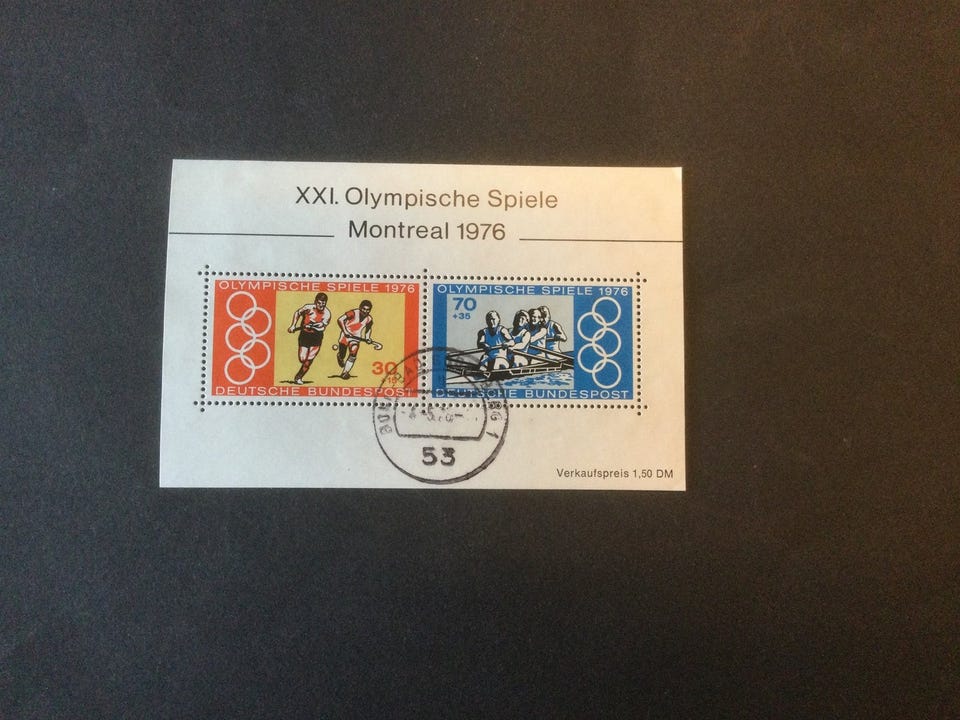 XXI. Olympische Spiele
Montreal 1976
OLYMPISCHE SPIELE 1976
30
+15
DEUTSCHE BUNDESPOST
OLYMPISCHE SPIELE 1976
70
+35
DEUTSCHE BUNDESPOST
53
Verkaufspreis 1,50 DM